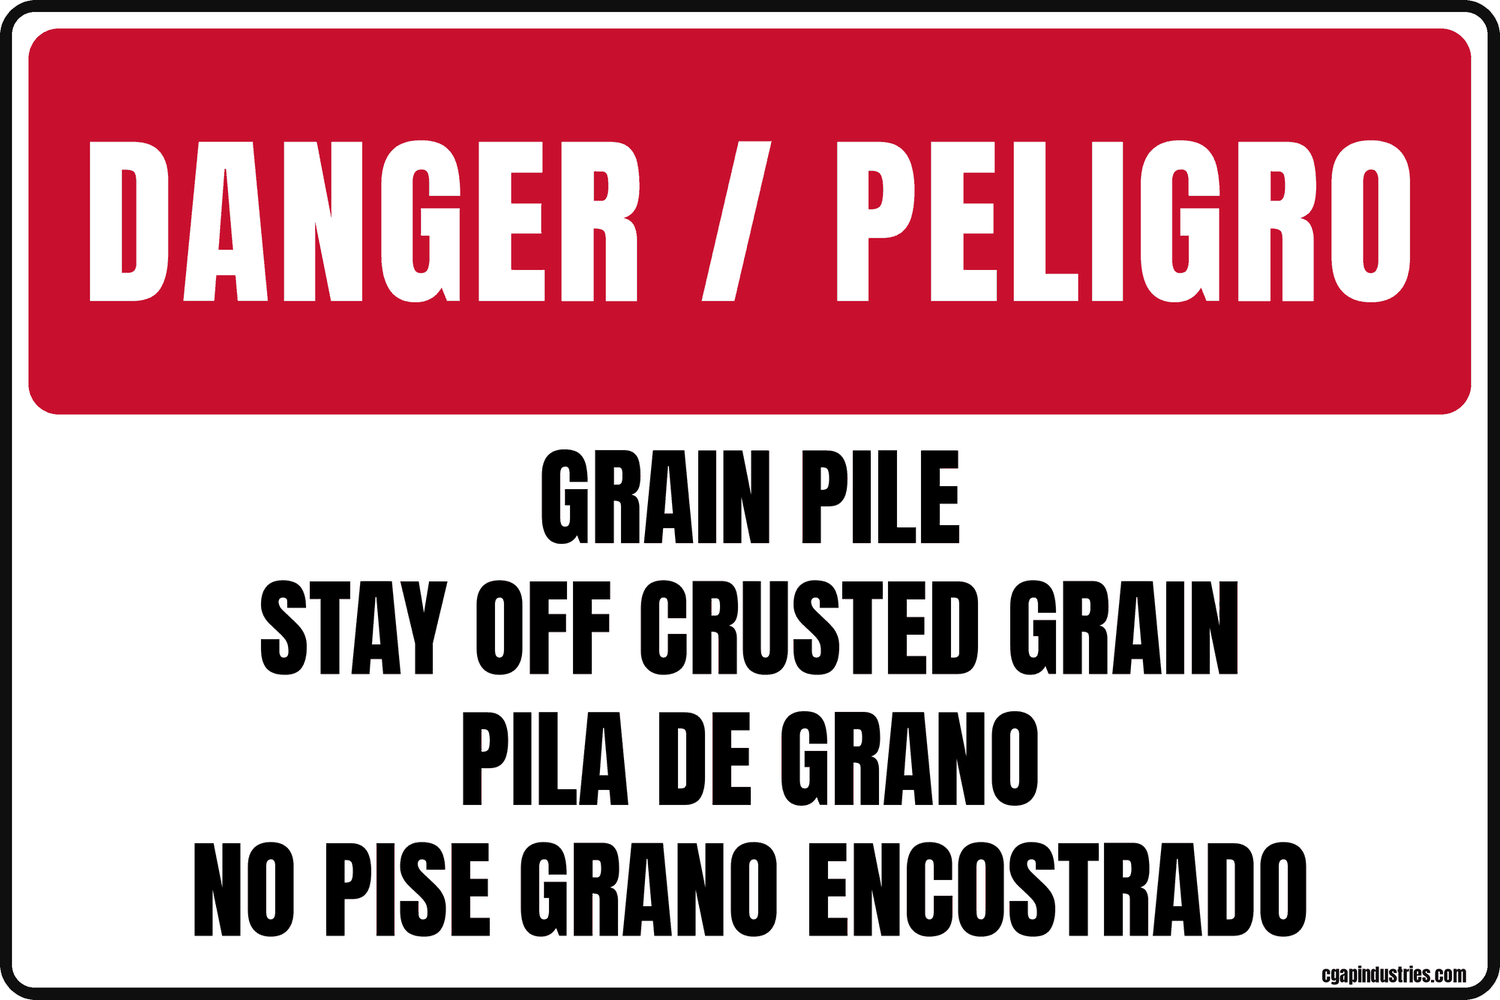 DANGER / PELIGRO
GRAIN PILE
STAY OFF CRUSTED GRAIN
PILA DE GRANO
NO PISE GRANO ENCOSTRADO
cgapindustries.com